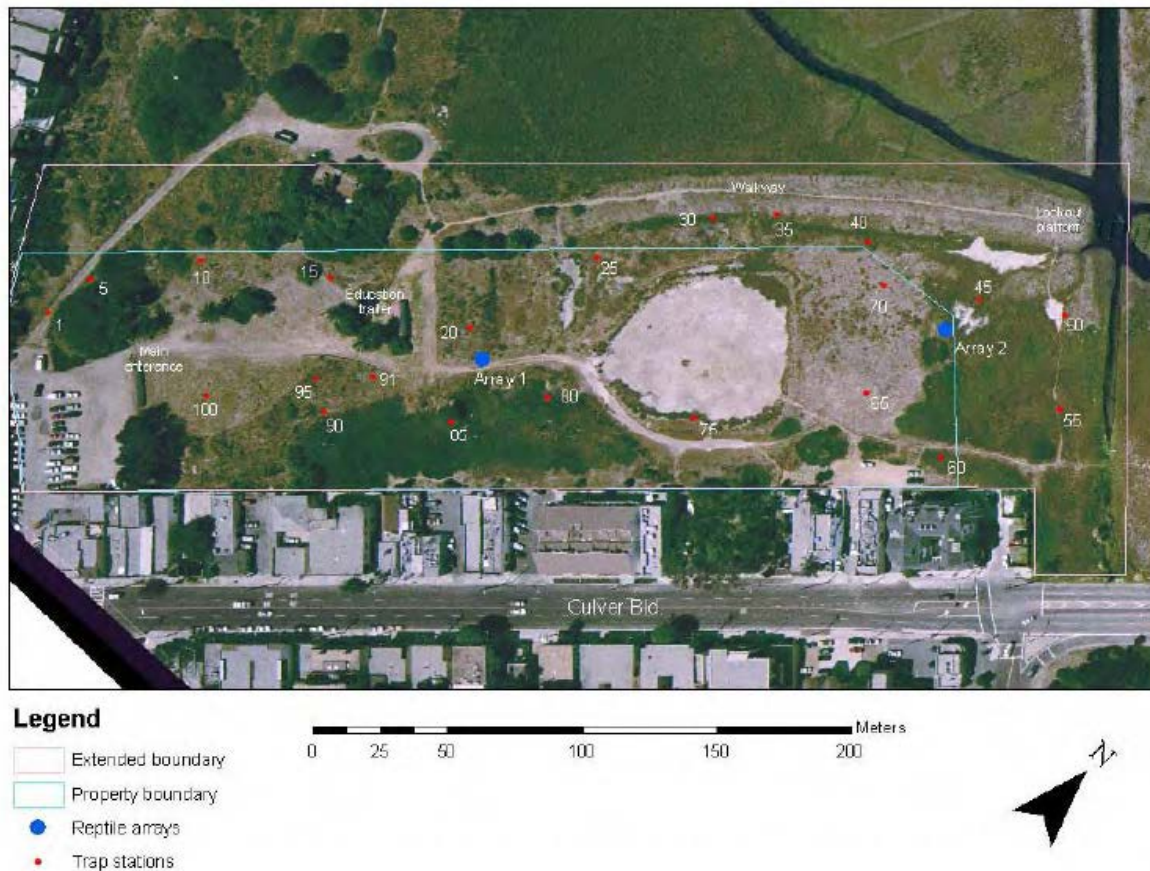 Walkway
30
35
40
Lookout
platform
25
10
15
5
Education
trailer
70
45
1
20
50
Main
enterence
Array 1
Array 2
91
95
80
65
100
90
75
55
85
60
Culver Bld
Legend
Extended boundary
Property boundary
Reptile arrays
Trap stations
0 25 50 100 150 200 Meters
N